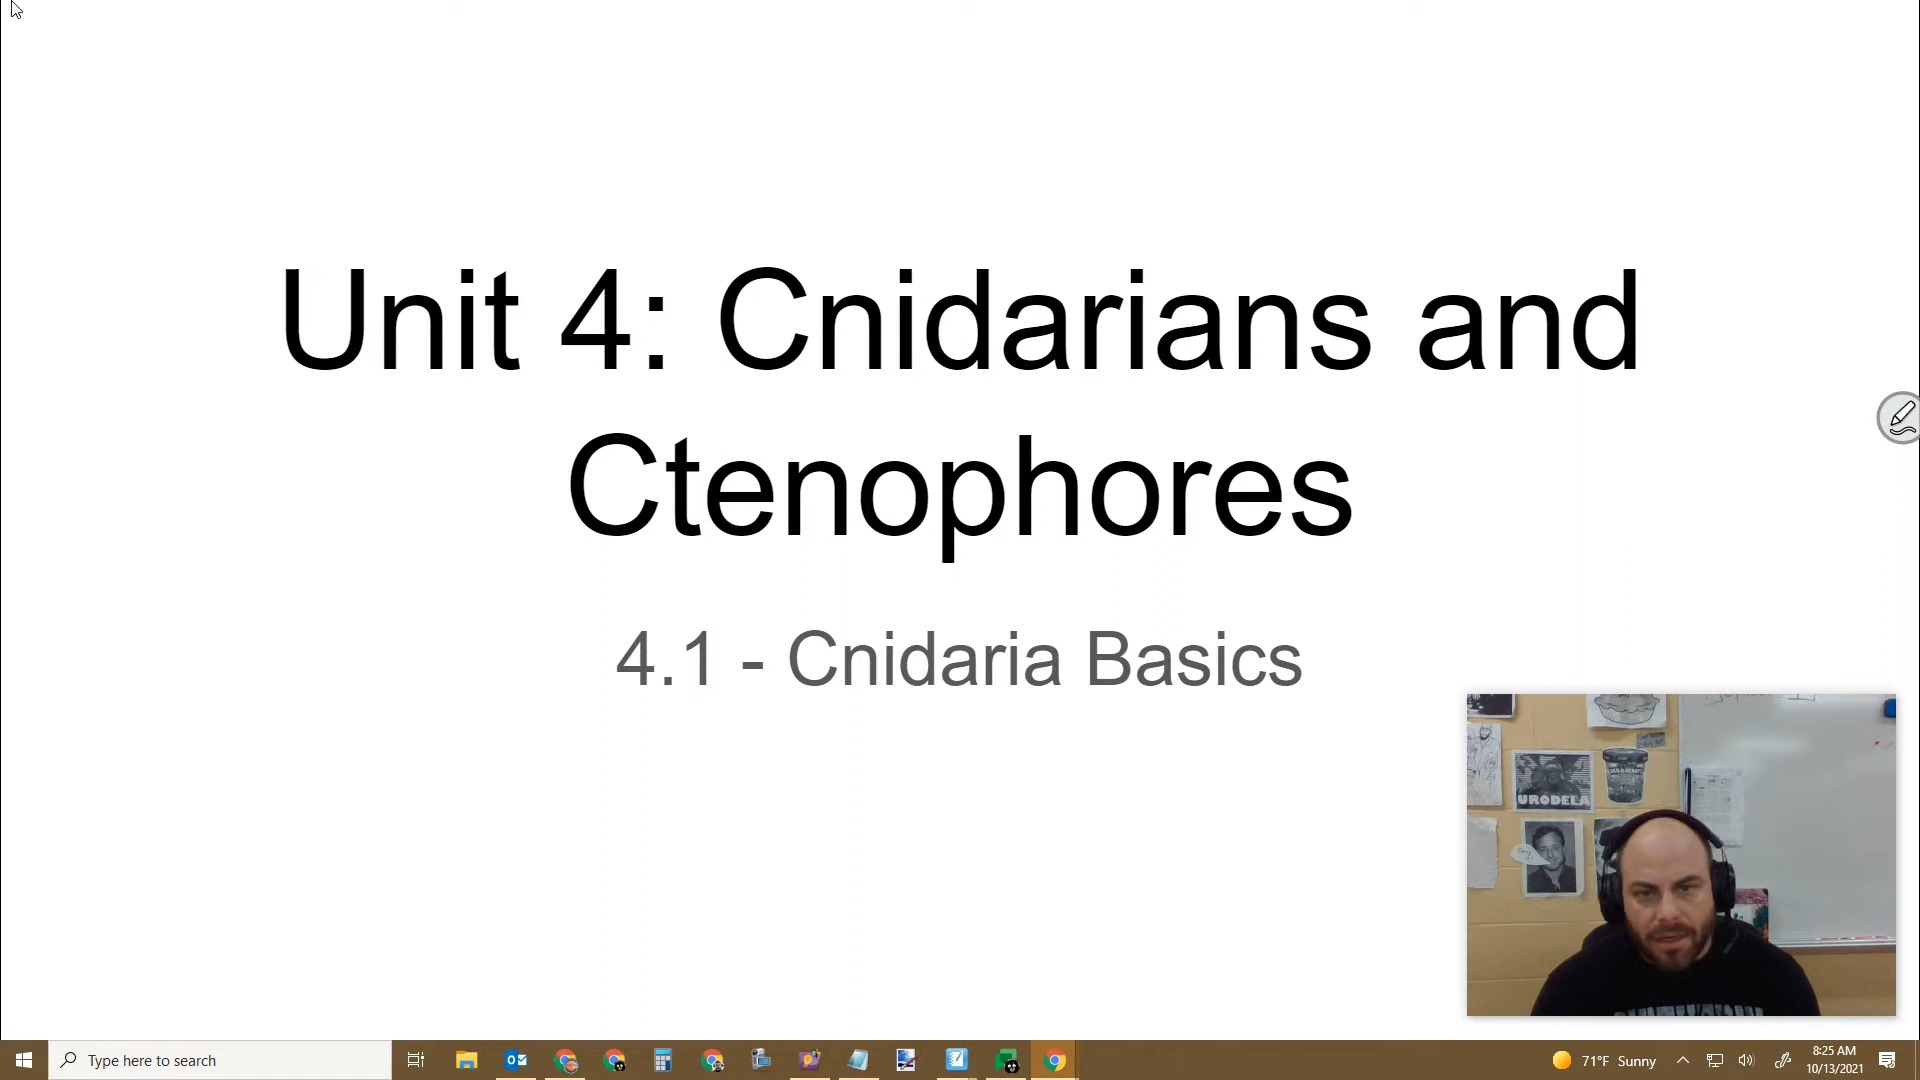 Unit 4: Cnidarians and
Ctenophores
4.1 - Cnidaria Basics
URODELA
Type here to search
71°F Sunny
8:25 AM
10/13/2021